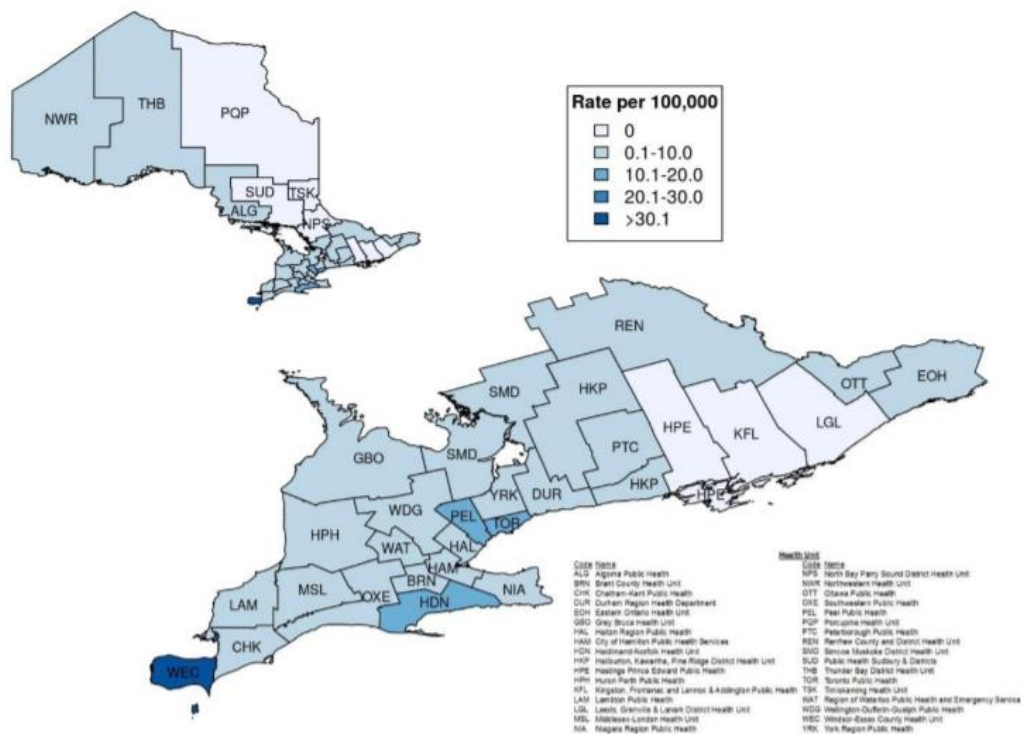 NWR
THB
PQP
SUD
TSK
ALG
NPS
Rate per 100,000
0
0.1-10.0
10.1-20.0
20.1-30.0
>30.1
REN
SMD
HKP
OTT
EOH
HPE
KFL
LGL
GBO
SMD
PTC
YRK
DUR
HKP
HPE
WDG
PEL
TOR
HPH
WAT
HAL
HAM
MSL
OXE
BRN
HDN
NIA
LAM
CHK
WEC
Health Unit
Code Name
ALG Algoma Public Health
BRN Brant County Health Unit
CHK Chatham-Kent Public Health
DUR Durham Region Health Department
EOH Eastern Ontario Health Unit
GBO Grey Bruce Health Unit
HAL Halton Region Public Health
HAM City of Hamilton Public Health Services
HDN Haldimand-Norfolk Health Unit
HKP Haliburton, Kawartha, Pine Ridge District Health Unit
HPE Hastings Prince Edward Public Health
HPH Huron Perth Public Health
KFL Kingston, Frontenac and Lennox & Addington Public Health
LAM Lambton Public Health
LGL Leeds, Grenville & Lanark District Health Unit
MSL Middlesex-London Health Unit
NIA Niagara Region Public Health
Code Name
NPS North Bay Parry Sound District Health Unit
NWR Northwestern Health Unit
OTT Ottawa Public Health
OXE Southwestern Public Health
PEL Peel Public Health
PQP Porcupine Health Unit
PTC Peterborough Public Health
REN Renfrew County and District Health Unit
SMD Simcoe Muskoka District Health Unit
SUD Public Health Sudbury & Districts
THB Thunder Bay District Health Unit
TOR Toronto Public Health
TSK Timiskaming Health Unit
WAT Region of Waterloo Public Health and Emergency Service
WDG Wellington-Dufferin-Guelph Public Health
WEC Windsor-Essex County Health Unit
YRK York Region Public Health